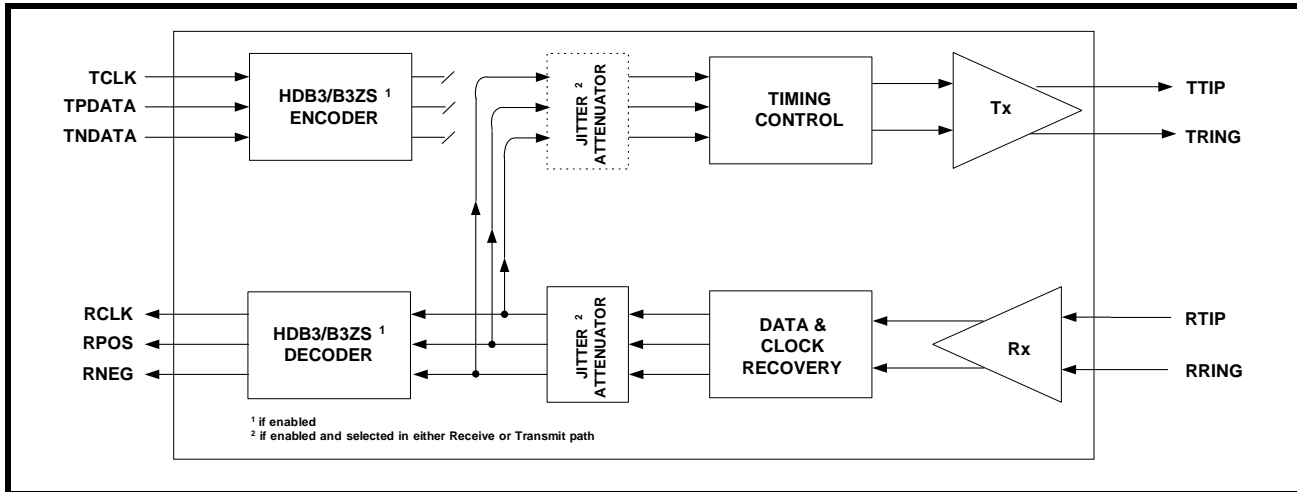 TCLK
TPDATA
TNDATA
HDB3/B3ZS 1
ENCODER
JITTER 2
ATTENUATOR
TIMING
CONTROL
Tx
TTIP
TRING
RCLK
RPOS
RNEG
HDB3/B3ZS 1
DECODER
JITTER 2
ATTENUATOR
DATA &
CLOCK
RECOVERY
Rx
RTIP
RRING
1 if enabled
2 if enabled and selected in either Receive or Transmit path